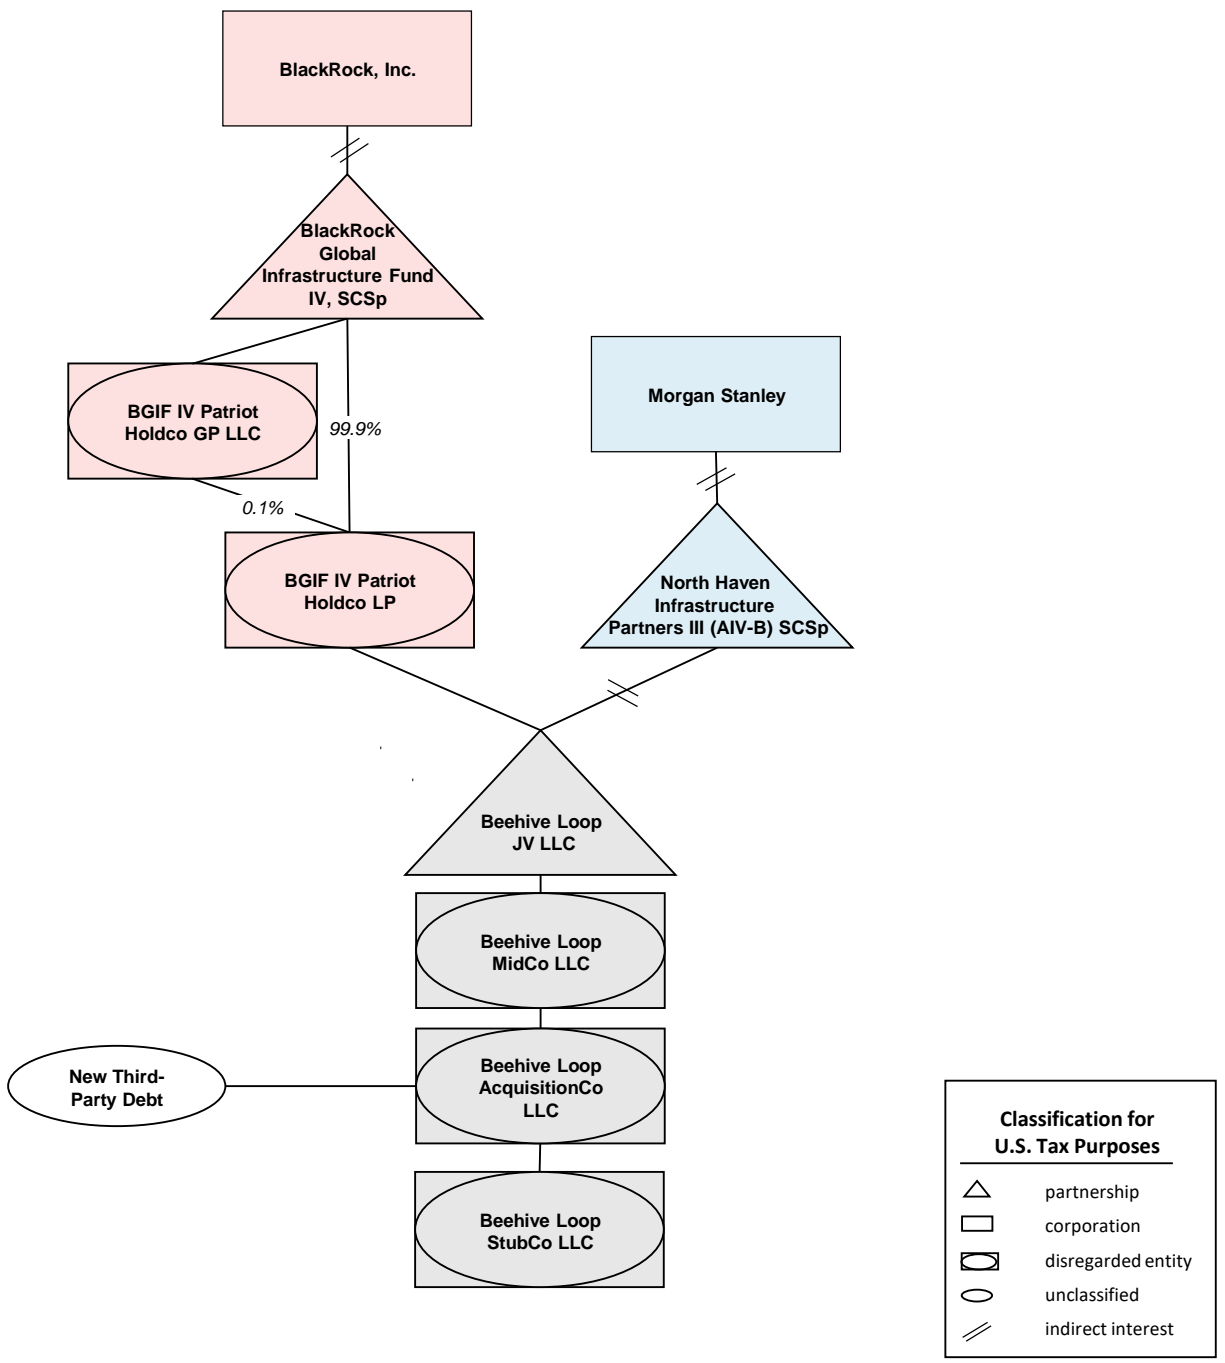 BlackRock, Inc.
BlackRock
Global
Infrastructure Fund
IV, SCSp
BGIF IV Patriot
Holdco GP LLC
99.9%
0.1%
BGIF IV Patriot
Holdco LP
Morgan Stanley
North Haven
Infrastructure
Partners III (AIV-B) SCSp
Beehive Loop
JV LLC
Beehive Loop
MidCo LLC
New Third-
Party Debt
Beehive Loop
AcquisitionCo
LLC
Beehive Loop
StubCo LLC
Classification for
U.S. Tax Purposes
partnership
corporation
disregarded entity
unclassified
indirect interest